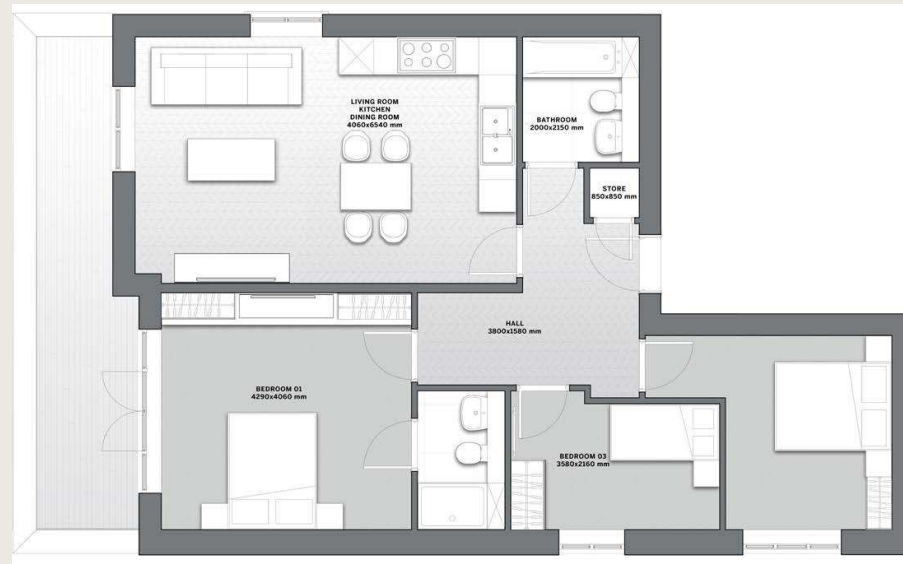 LIVING ROOM
KITCHEN
DINING ROOM
4060x6540 mm
BATHROOM
2000x2150 mm
STORE
850x850 mm
HALL
3800x1580 mm
BEDROOM 01
4290x4060 mm
BEDROOM 03
3580x2160 mm